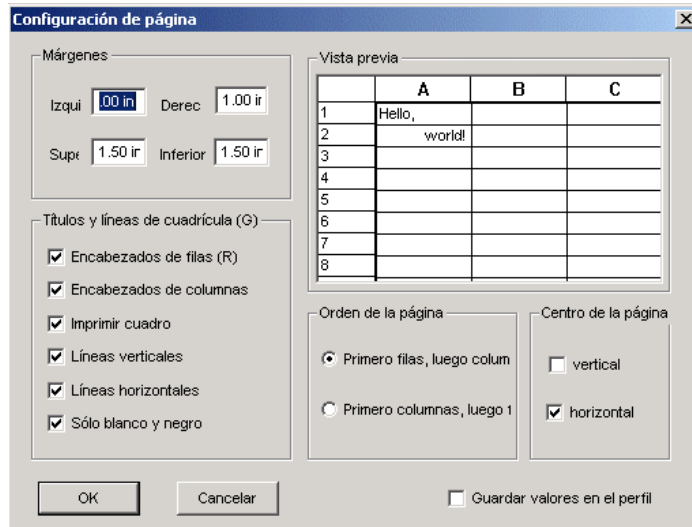 Configuración de página
Márgenes
Izqui .00 in Derec 1.00 ir
Supe 1.50 ir Inferior 1.50 ir
Títulos y líneas de cuadrícula (G)
Encabezados de filas (R)
Encabezados de columnas
Imprimir cuadro
Líneas verticales
Líneas horizontales
Sólo blanco y negro
Vista previa
A B C
1 Hello,
2 world!
3
4
5
6
7
8
Orden de la página
Primero filas, luego colum
Primero columnas, luego f
Centro de la página
vertical
horizontal
OK Cancelar Guardar valores en el perfil